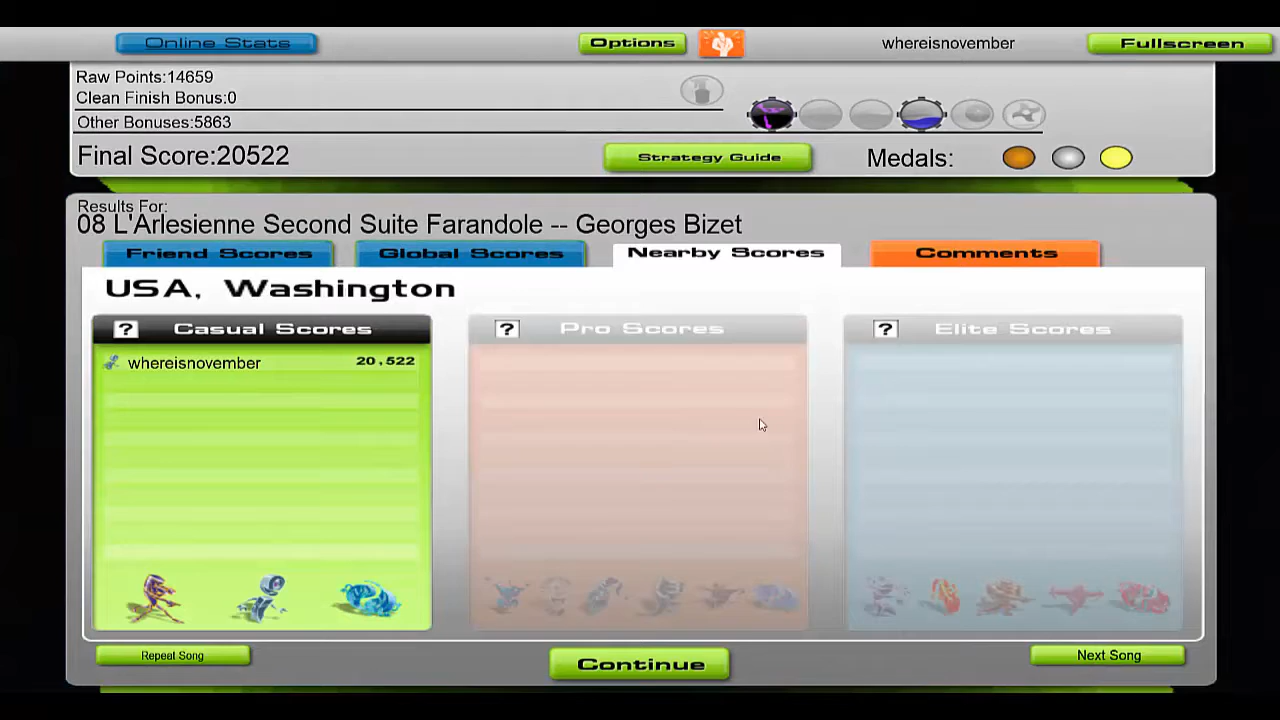 Online Stats
Options
whereisnovember
Fullscreen
Raw Points:14659
Clean Finish Bonus:0
Other Bonuses:5863
Final Score:20522
Strategy Guide
Medals:
Results For:
08 L'Arlesienne Second Suite Farandole -- Georges Bizet
Friend Scores
Global Scores
Nearby Scores
Comments
USA, Washington
? Casual Scores
? Pro Scores
? Elite Scores
whereisnovember 20,522
Repeat Song
Continue
Next Song